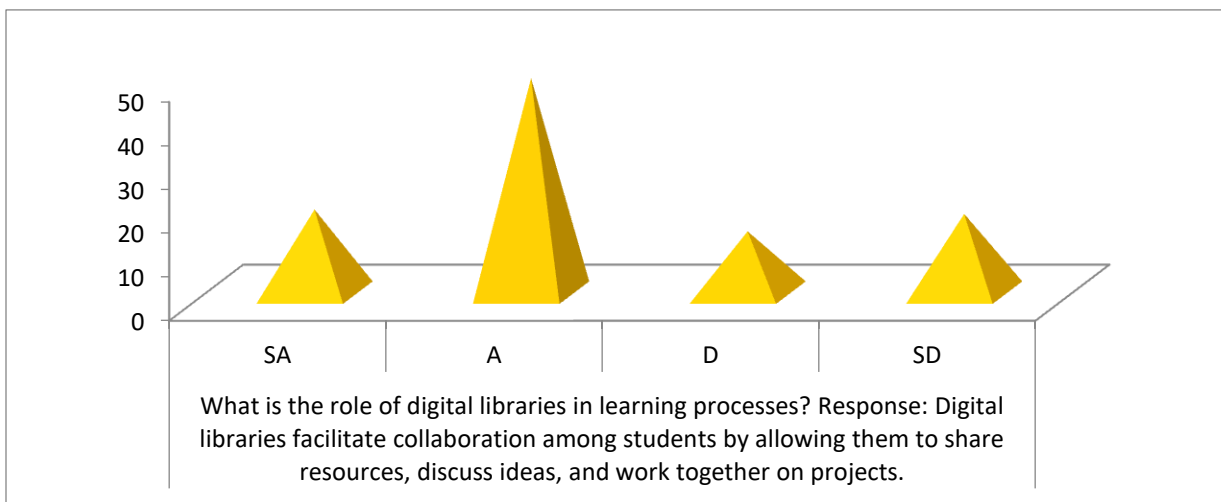 50
40
30
20
10
0
SA A D SD
What is the role of digital libraries in learning processes? Response: Digital
libraries facilitate collaboration among students by allowing them to share
resources, discuss ideas, and work together on projects.